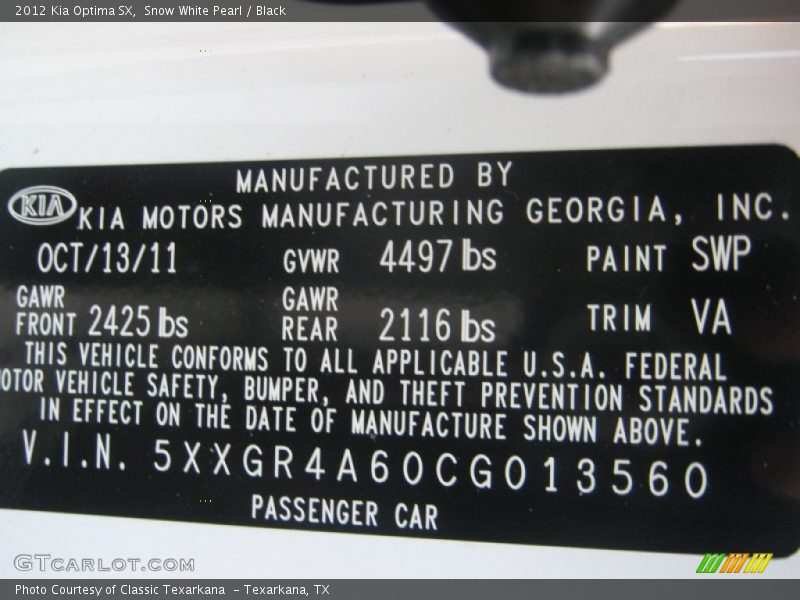 2012 Kia Optima SX, Snow White Pearl / Black
MANUFACTURED BY
KIA KIA MOTORS MANUFACTURING GEORGIA, INC.
OCT/13/11 GVWR 4497 lbs PAINT SWP
GAWR GAWR
FRONT 2425 lbs REAR 2116 lbs TRIM VA
THIS VEHICLE CONFORMS TO ALL APPLICABLE U.S.A. FEDERAL
OTOR VEHICLE SAFETY, BUMPER, AND THEFT PREVENTION STANDARDS
IN EFFECT ON THE DATE OF MANUFACTURE SHOWN ABOVE.
V.I.N. 5XXGR4A60CG013560
PASSENGER CAR
GTCARLOT.COM
Photo Courtesy of Classic Texarkana - Texarkana, TX